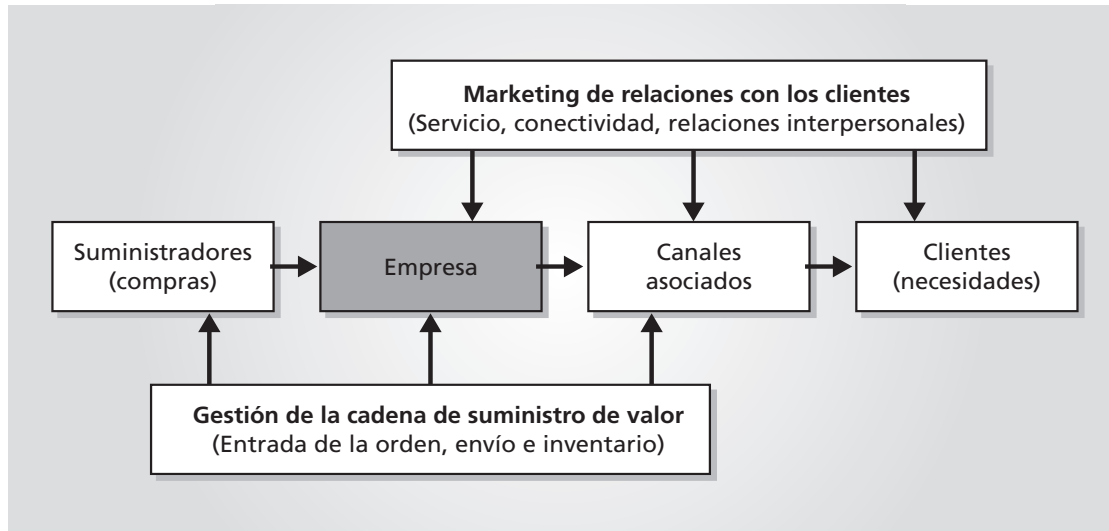 Marketing de relaciones con los clientes
(Servicio, conectividad, relaciones interpersonales)
Suministradores
(compras)
Empresa
Canales
asociados
Clientes
(necesidades)
Gestión de la cadena de suministro de valor
(Entrada de la orden, envío e inventario)